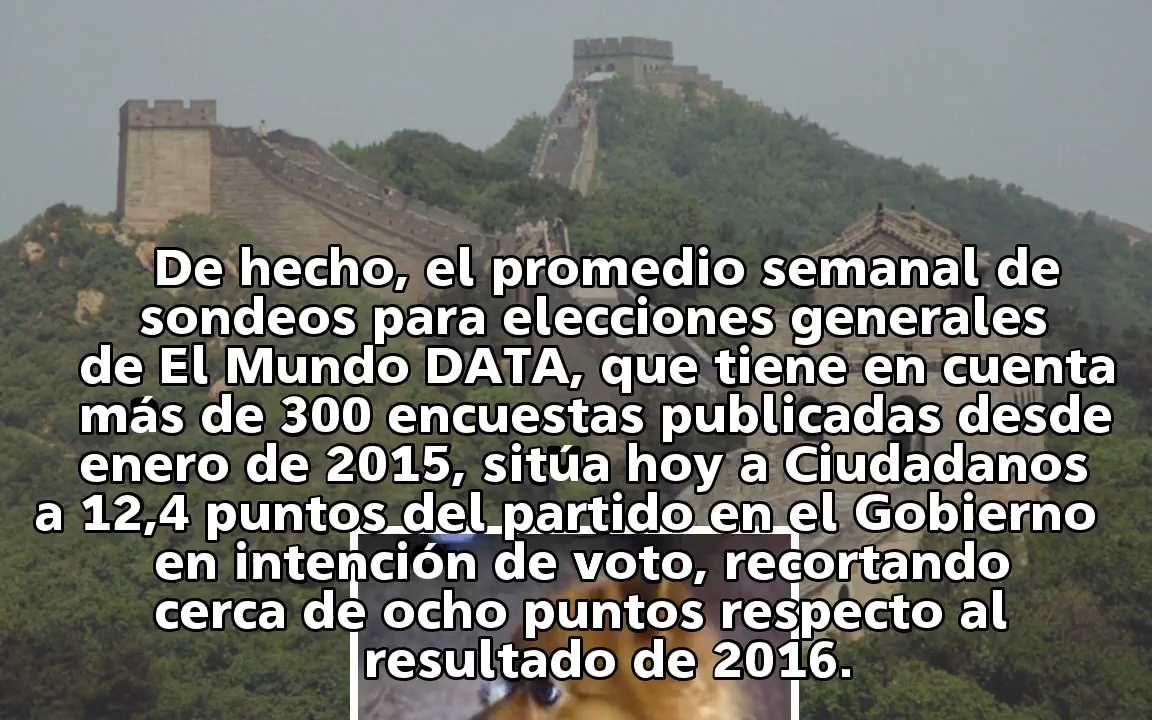 De hecho, el promedio semanal de
sondeos para elecciones generales
de El Mundo DATA, que tiene en cuenta
más de 300 encuestas publicadas desde
enero de 2015, sitúa hoy a Ciudadanos
a 12,4 puntos del partido en el Gobierno
en intención de voto, recortando
cerca de ocho puntos respecto al
resultado de 2016.